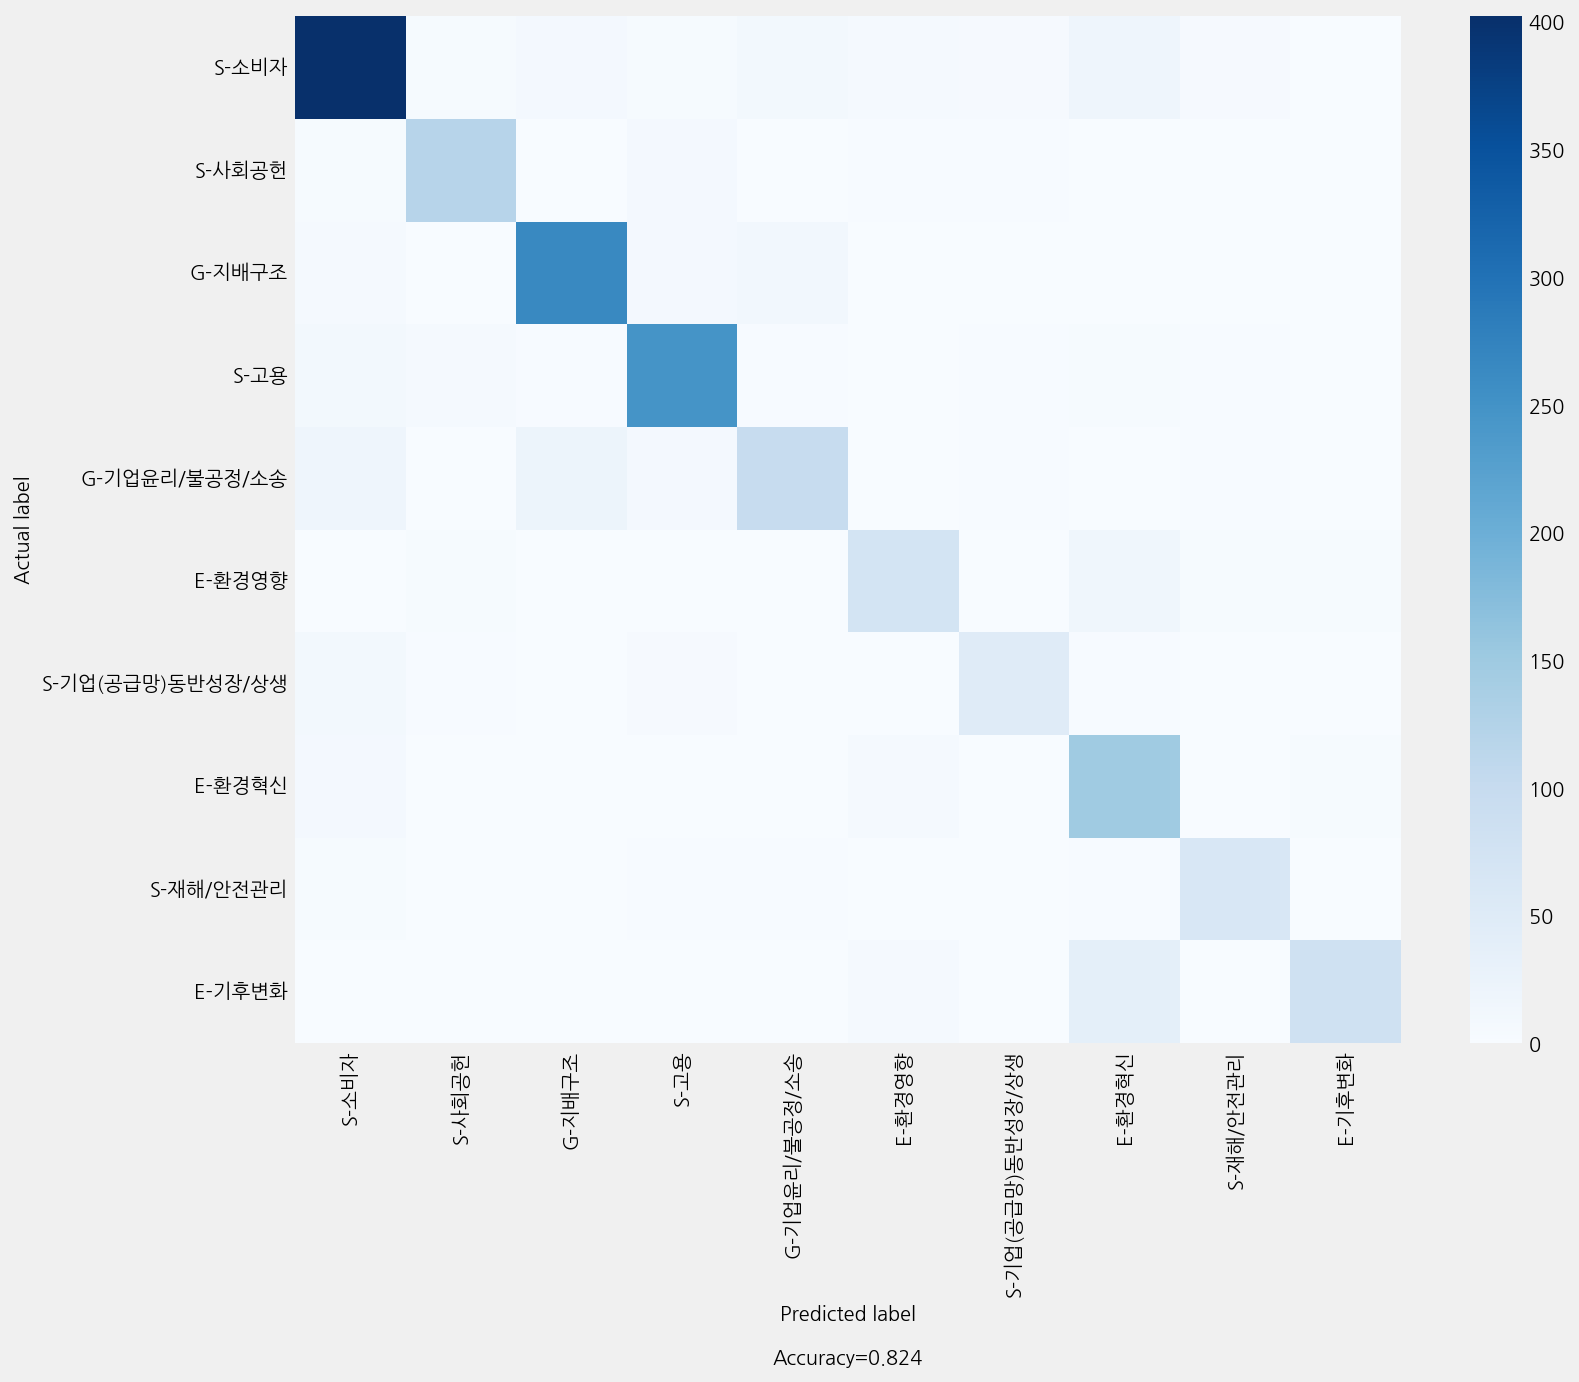 S-소비자
S-사회공헌
G-지배구조
S-고용
G-기업윤리/불공정/소송
E-환경영향
S-기업(공급망)동반성장/상생
E-환경혁신
S-재해/안전관리
E-기후변화
Actual label
400
350
300
250
200
150
100
50
0
S-소비자
S-사회공헌
G-지배구조
S-고용
G-기업윤리/불공정/소송
E-환경영향
S-기업(공급망)동반성장/상생
E-환경혁신
S-재해/안전관리
E-기후변화
Predicted label
Accuracy=0.824